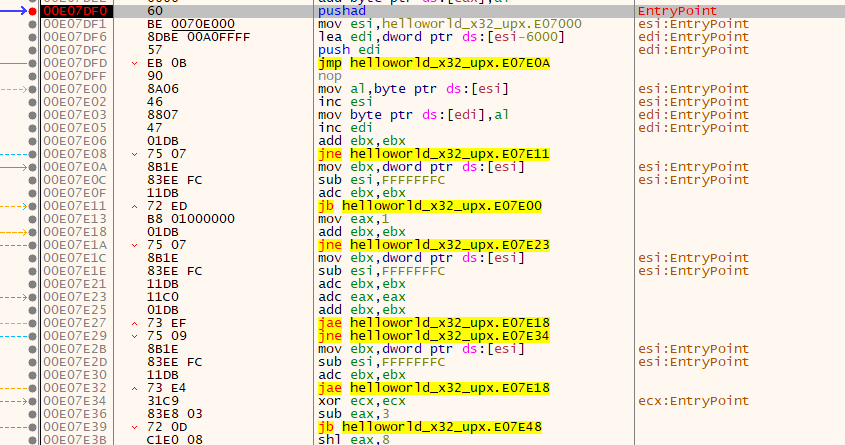 00E07DF0 60 pushad EntryPoint
00E07DF1 BE 0070E000 mov esi,helloworld_x32_upx.E07000 esi:EntryPoint
00E07DF6 8DBE 00A0FFFF lea edi,dword ptr ds:[esi-6000] edi:EntryPoint
00E07DFC 57 push edi edi:EntryPoint
00E07DFD EB 0B jmp helloworld_x32_upx.E07E0A
00E07DFF 90 nop
00E07E00 8A06 mov al,byte ptr ds:[esi] esi:EntryPoint
00E07E02 46 inc esi esi:EntryPoint
00E07E03 8807 mov byte ptr ds:[edi],al edi:EntryPoint
00E07E05 47 inc edi edi:EntryPoint
00E07E06 01DB add ebx,ebx
00E07E08 75 07 jne helloworld_x32_upx.E07E11
00E07E0A 8B1E mov ebx,dword ptr ds:[esi] esi:EntryPoint
00E07E0C 83EE FC sub esi,FFFFFFFC esi:EntryPoint
00E07E0F 11DB adc ebx,ebx
00E07E11 72 ED jb helloworld_x32_upx.E07E00
00E07E13 B8 01000000 mov eax,1
00E07E18 01DB add ebx,ebx
00E07E1A 75 07 jne helloworld_x32_upx.E07E23
00E07E1C 8B1E mov ebx,dword ptr ds:[esi] esi:EntryPoint
00E07E1E 83EE FC sub esi,FFFFFFFC esi:EntryPoint
00E07E21 11DB adc ebx,ebx
00E07E23 11C0 adc eax,eax
00E07E25 01DB add ebx,ebx
00E07E27 73 EF jae helloworld_x32_upx.E07E18
00E07E29 75 09 jne helloworld_x32_upx.E07E34
00E07E2B 8B1E mov ebx,dword ptr ds:[esi] esi:EntryPoint
00E07E2D 83EE FC sub esi,FFFFFFFC esi:EntryPoint
00E07E30 11DB adc ebx,ebx
00E07E32 73 E4 jae helloworld_x32_upx.E07E18
00E07E34 31C9 xor ecx,ecx ecx:EntryPoint
00E07E36 83E8 03 sub eax,3
00E07E39 72 0D jb helloworld_x32_upx.E07E48
00E07E3B C1E0 08 shl eax,8